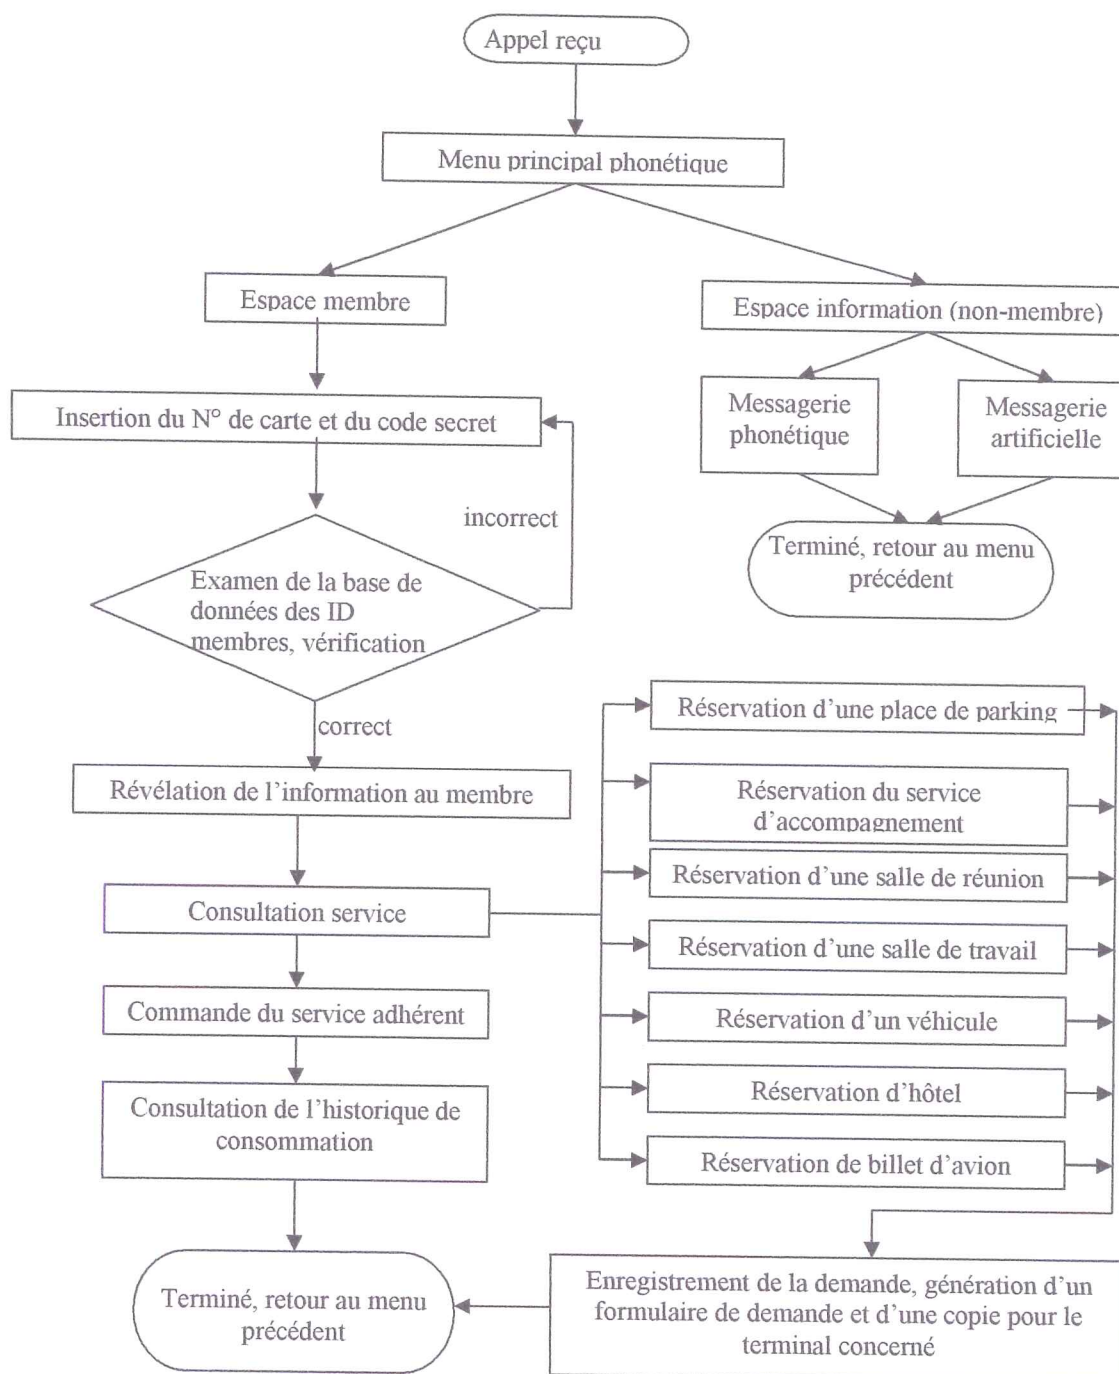 Appel reçu
Menu principal phonétique
Espace membre
Espace information (non-membre)
Insertion du N° de carte et du code secret
Messagerie
phonétique
Messagerie
artificielle
incorrect
Terminé, retour au menu
précédent
Examen de la base de
données des ID
membres, vérification
correct
Révélation de l'information au membre
Consultation service
Commande du service adhérent
Consultation de l'historique de
consommation
Réservation d'une place de parking
Réservation du service
d'accompagnement
Réservation d'une salle de réunion
Réservation d'une salle de travail
Réservation d'un véhicule
Réservation d'hôtel
Réservation de billet d'avion
Enregistrement de la demande, génération d'un
formulaire de demande et d'une copie pour le
terminal concerné
Terminé, retour au menu
précédent